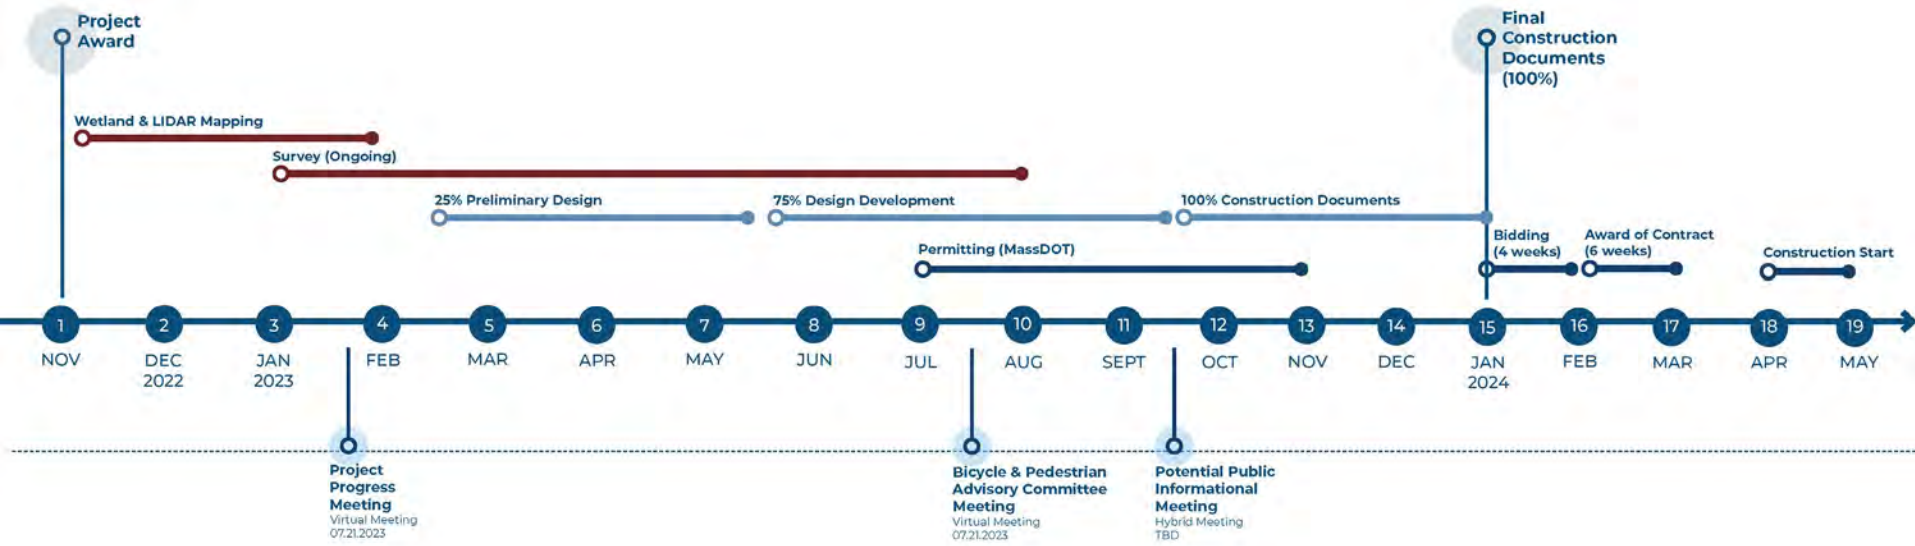 Project
Award
Final
Construction
Documents
(100%)
Wetland & LIDAR Mapping
Survey (Ongoing)
25% Preliminary Design
75% Design Development
100% Construction Documents
Permitting (MassDOT)
Bidding
(4 weeks)
Award of Contract
(6 weeks)
Construction Start
1 2 3 4 5 6 7 8 9 10 11 12 13 14 15 16 17 18 19
NOV DEC JAN FEB MAR APR MAY JUN JUL AUG SEPT OCT NOV DEC JAN FEB MAR APR MAY
2022 2023 2024
Project
Progress
Meeting
Virtual Meeting
07.21.2023
Bicycle & Pedestrian
Advisory Committee
Meeting
Virtual Meeting
07.21.2023
Potential Public
Informational
Meeting
Hybrid Meeting
TBD